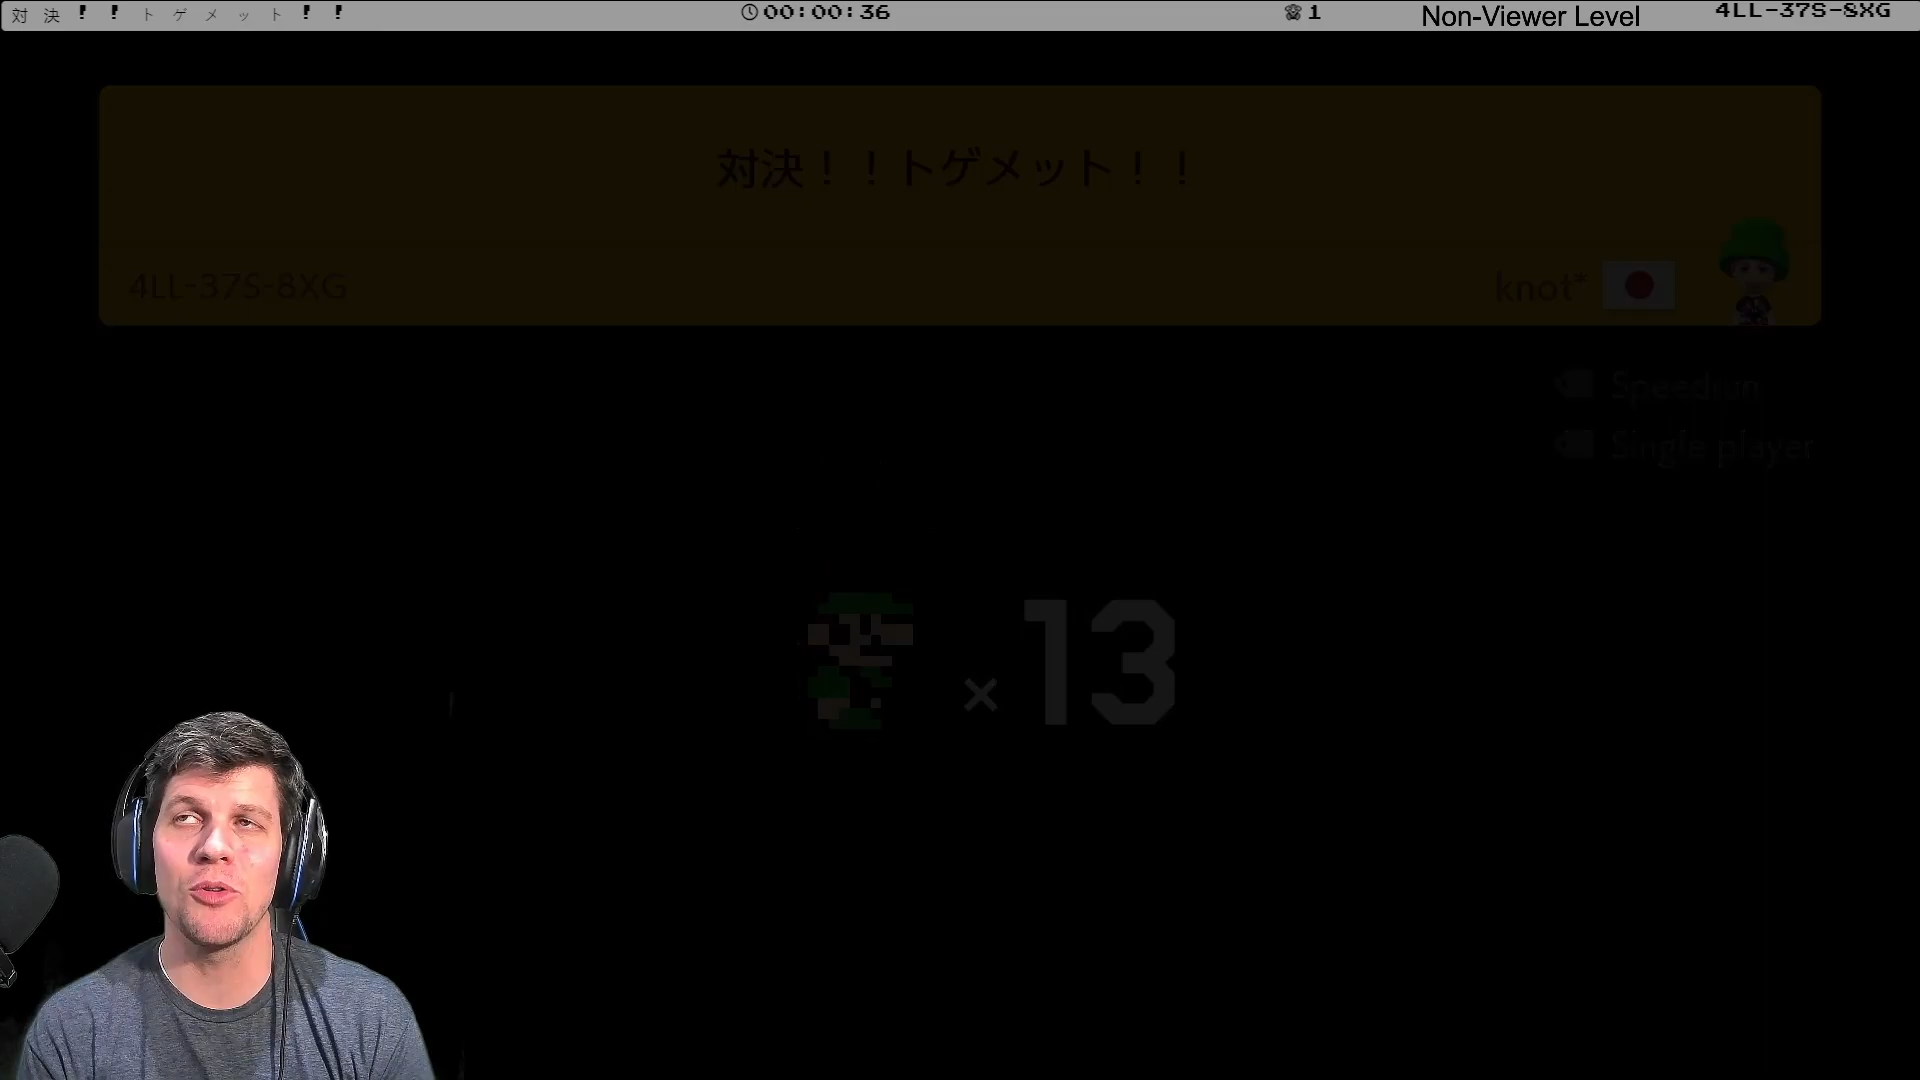 対決！！トゲメット！！ 00:00:36 1 Non-Viewer Level 4LL-37S-8XG
対決！！トゲメット！！
4LL-37S-8XG knot*
Speedrun
Single player
× 13